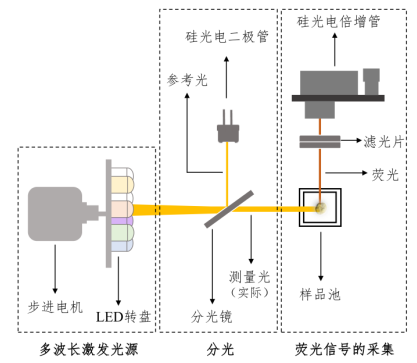 硅光电二极管
硅光电倍增管
参考光
滤光片
荧光
测量光
（实际）
步进电机
LED转盘
分光镜
样品池
多波长激发光源
分光
荧光信号的采集